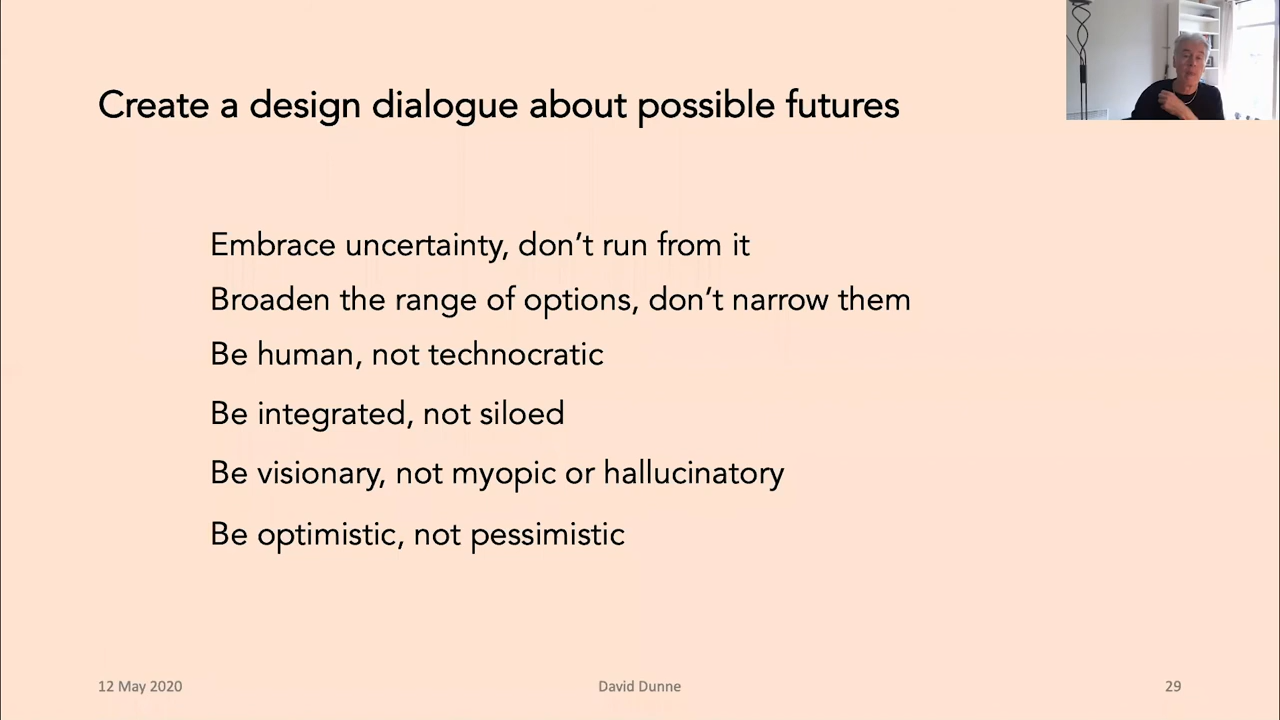 Create a design dialogue about possible futures
Embrace uncertainty, don’t run from it
Broaden the range of options, don’t narrow them
Be human, not technocratic
Be integrated, not siloed
Be visionary, not myopic or hallucinatory
Be optimistic, not pessimistic
12 May 2020
David Dunne
29